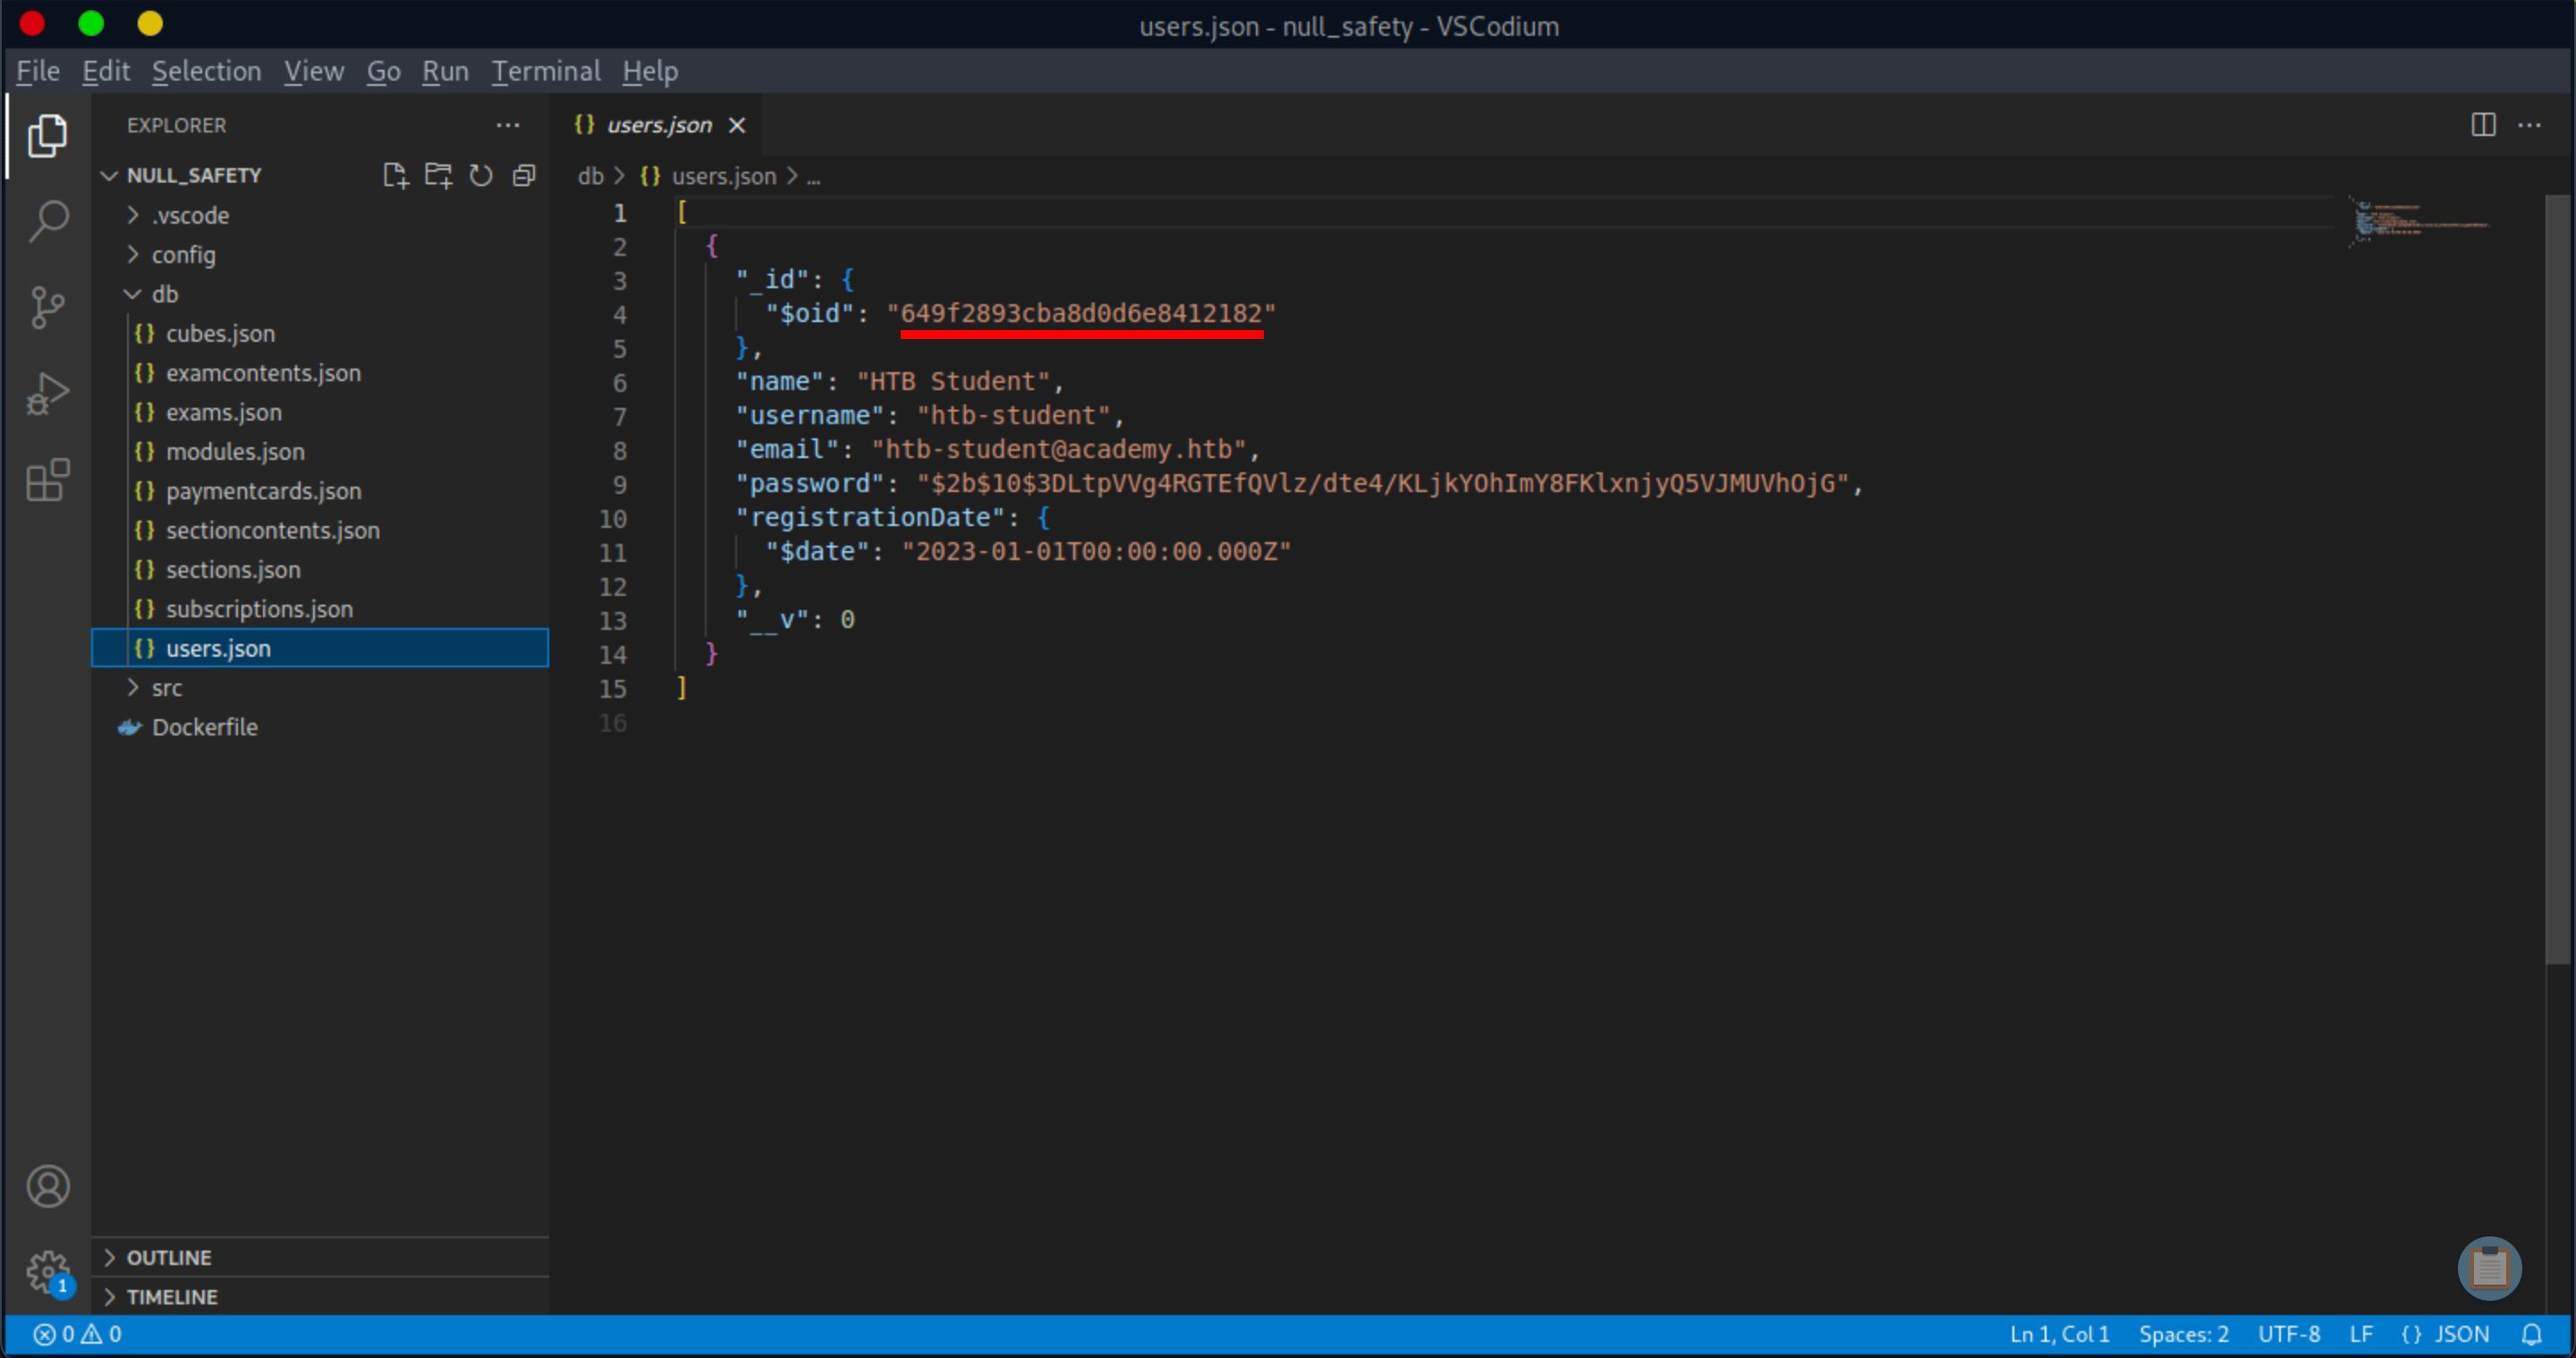 users.json - null_safety - VSCodium
File Edit Selection View Go Run Terminal Help
EXPLORER
NULL_SAFETY
.vscode
config
db
{} cubes.json
{} examcontents.json
{} exams.json
{} modules.json
{} paymentcards.json
{} sectioncontents.json
{} sections.json
{} subscriptions.json
{} users.json
src
Dockerfile
OUTLINE
TIMELINE
{} users.json
db > {} users.json > ...
1 [
2 {
3 "_id": {
4 "$oid": "649f2893cba8d0d6e8412182"
5 },
6 "name": "HTB Student",
7 "username": "htb-student",
8 "email": "htb-student@academy.htb",
9 "password": "$2b$10$3DLtpVVg4RGTEfQVlz/dte4/KLjkYOhImY8FKlxnjyQ5VJMUVhOjG",
10 "registrationDate": {
11 "$date": "2023-01-01T00:00:00.000Z"
12 },
13 "__v": 0
14 }
15 ]
16
1
0 0
Ln 1, Col 1 Spaces: 2 UTF-8 LF {} JSON